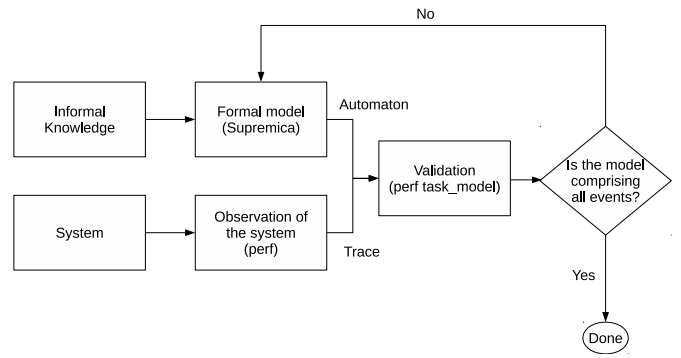 No
Informal
Knowledge
Formal model
(Supremica)
Automaton
Validation
(perf task_model)
Is the model
comprising
all events?
System
Observation of
the system
(perf)
Trace
Yes
Done